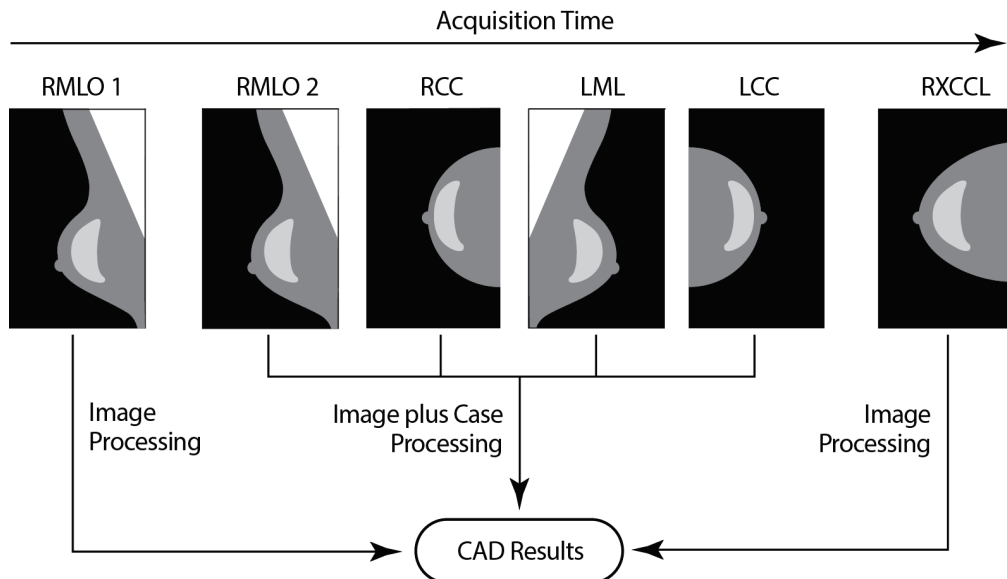 Acquisition Time
RMLO 1
RMLO 2
RCC
LML
LCC
RXCCL
Image
Processing
Image plus Case
Processing
Image
Processing
CAD Results